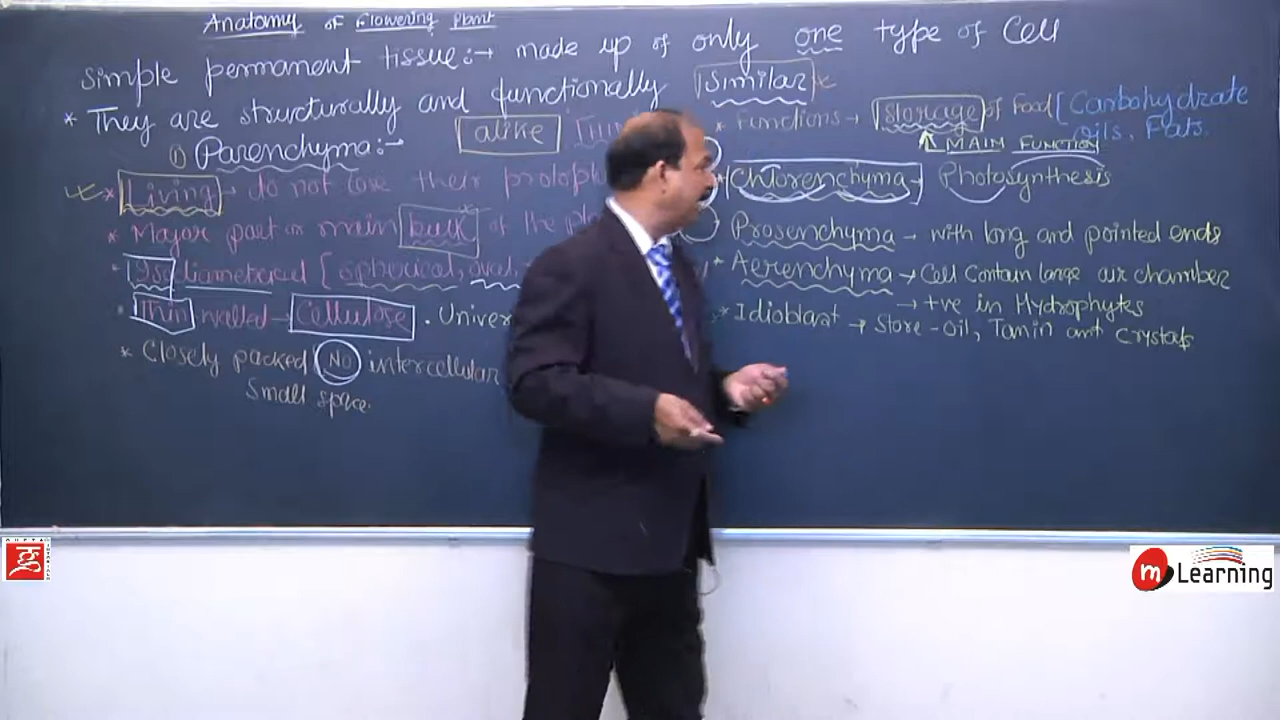 Anatomy of Flowering Plant
Simple permanent tissue:→ made up of only one type of Cell
* They are structurally and functionally Similar
① Parenchyma:-
alike
* Living - do not lose their protopl
* Major part or main bulk of the pl
* Isodiametrical [spherical, oval,
* Thin walled → Cellulose. Univer
* Closely packed NO intercellular
Small space.
* Functions → Storage of Food [Carbohydrate
Oils, Fats.
MAIN FUNCTION
* Chlorenchyma → Photosynthesis
Prosenchyma - with long and pointed ends
* Aerenchyma → Cell Contain large air chamber
→ +ve in Hydrophytes
* Idioblast → Store - Oil, Tanin and Crystals
m Learning